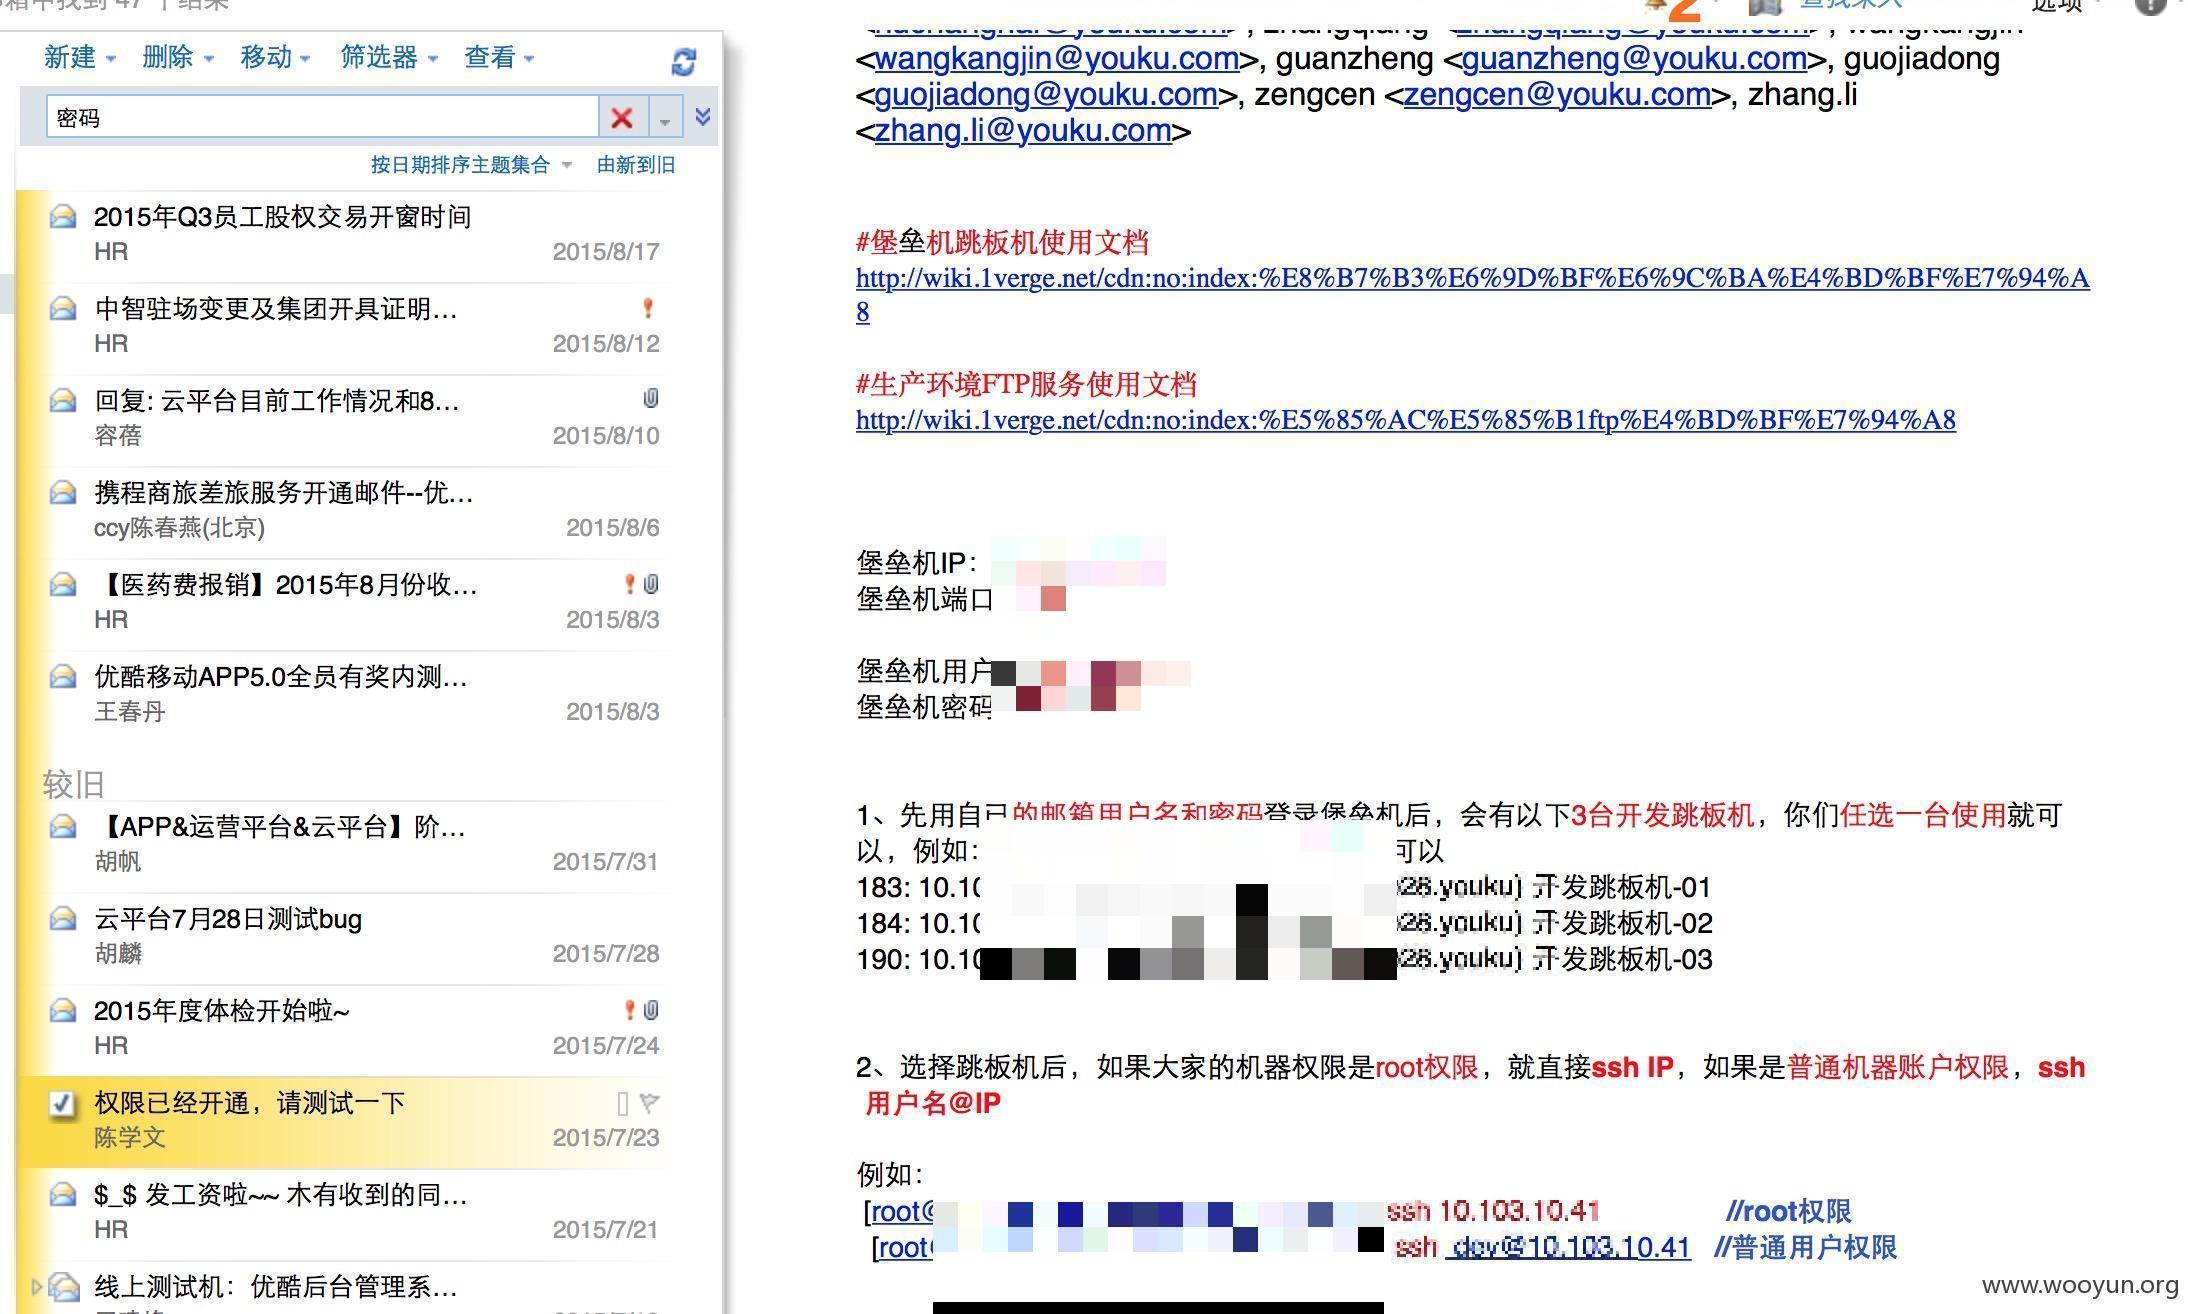 箱中找到 47 个结果
选项
新建 删除 移动 筛选器 查看
密码
按日期排序主题集合 由新到旧
2015年Q3员工股权交易开窗时间
HR 2015/8/17
中智驻场变更及集团开具证明...
HR 2015/8/12
回复: 云平台目前工作情况和8...
容蓓 2015/8/10
携程商旅差旅服务开通邮件--优...
ccy陈春燕(北京) 2015/8/6
【医药费报销】2015年8月份收...
HR 2015/8/3
优酷移动APP5.0全员有奖内测...
王春丹 2015/8/3
较旧
【APP&运营平台&云平台】阶...
胡帆 2015/7/31
云平台7月28日测试bug
胡麟 2015/7/28
2015年度体检开始啦~
HR 2015/7/24
权限已经开通，请测试一下
陈学文 2015/7/23
$_$ 发工资啦~~ 木有收到的同...
HR 2015/7/21
线上测试机：优酷后台管理系...
zhangqiang <zhangqiang@youku.com>, wangkangjin
<wangkangjin@youku.com>, guanzheng <guanzheng@youku.com>, guojiadong
<guojiadong@youku.com>, zengcen <zengcen@youku.com>, zhang.li
<zhang.li@youku.com>
#堡垒机跳板机使用文档
http://wiki.1verge.net/cdn:no:index:%E8%B7%B3%E6%9D%BF%E6%9C%BA%E4%BD%BF%E7%94%A
8
#生产环境FTP服务使用文档
http://wiki.1verge.net/cdn:no:index:%E5%85%AC%E5%85%B1ftp%E4%BD%BF%E7%94%A8
堡垒机IP：
堡垒机端口
堡垒机用户
堡垒机密码
1、先用自已的邮箱用户名和密码登录堡垒机后，会有以下3台开发跳板机，你们任选一台使用就可
以，例如： 可以
183: 10.10 028.youku) 开发跳板机-01
184: 10.10 028.youku) 开发跳板机-02
190: 10.10 028.youku) 开发跳板机-03
2、选择跳板机后，如果大家的机器权限是root权限，就直接ssh IP，如果是普通机器账户权限，ssh
用户名@IP
例如：
[root@ ssh 10.103.10.41 //root权限
[root ssh dev@10.103.10.41 //普通用户权限
www.wooyun.org